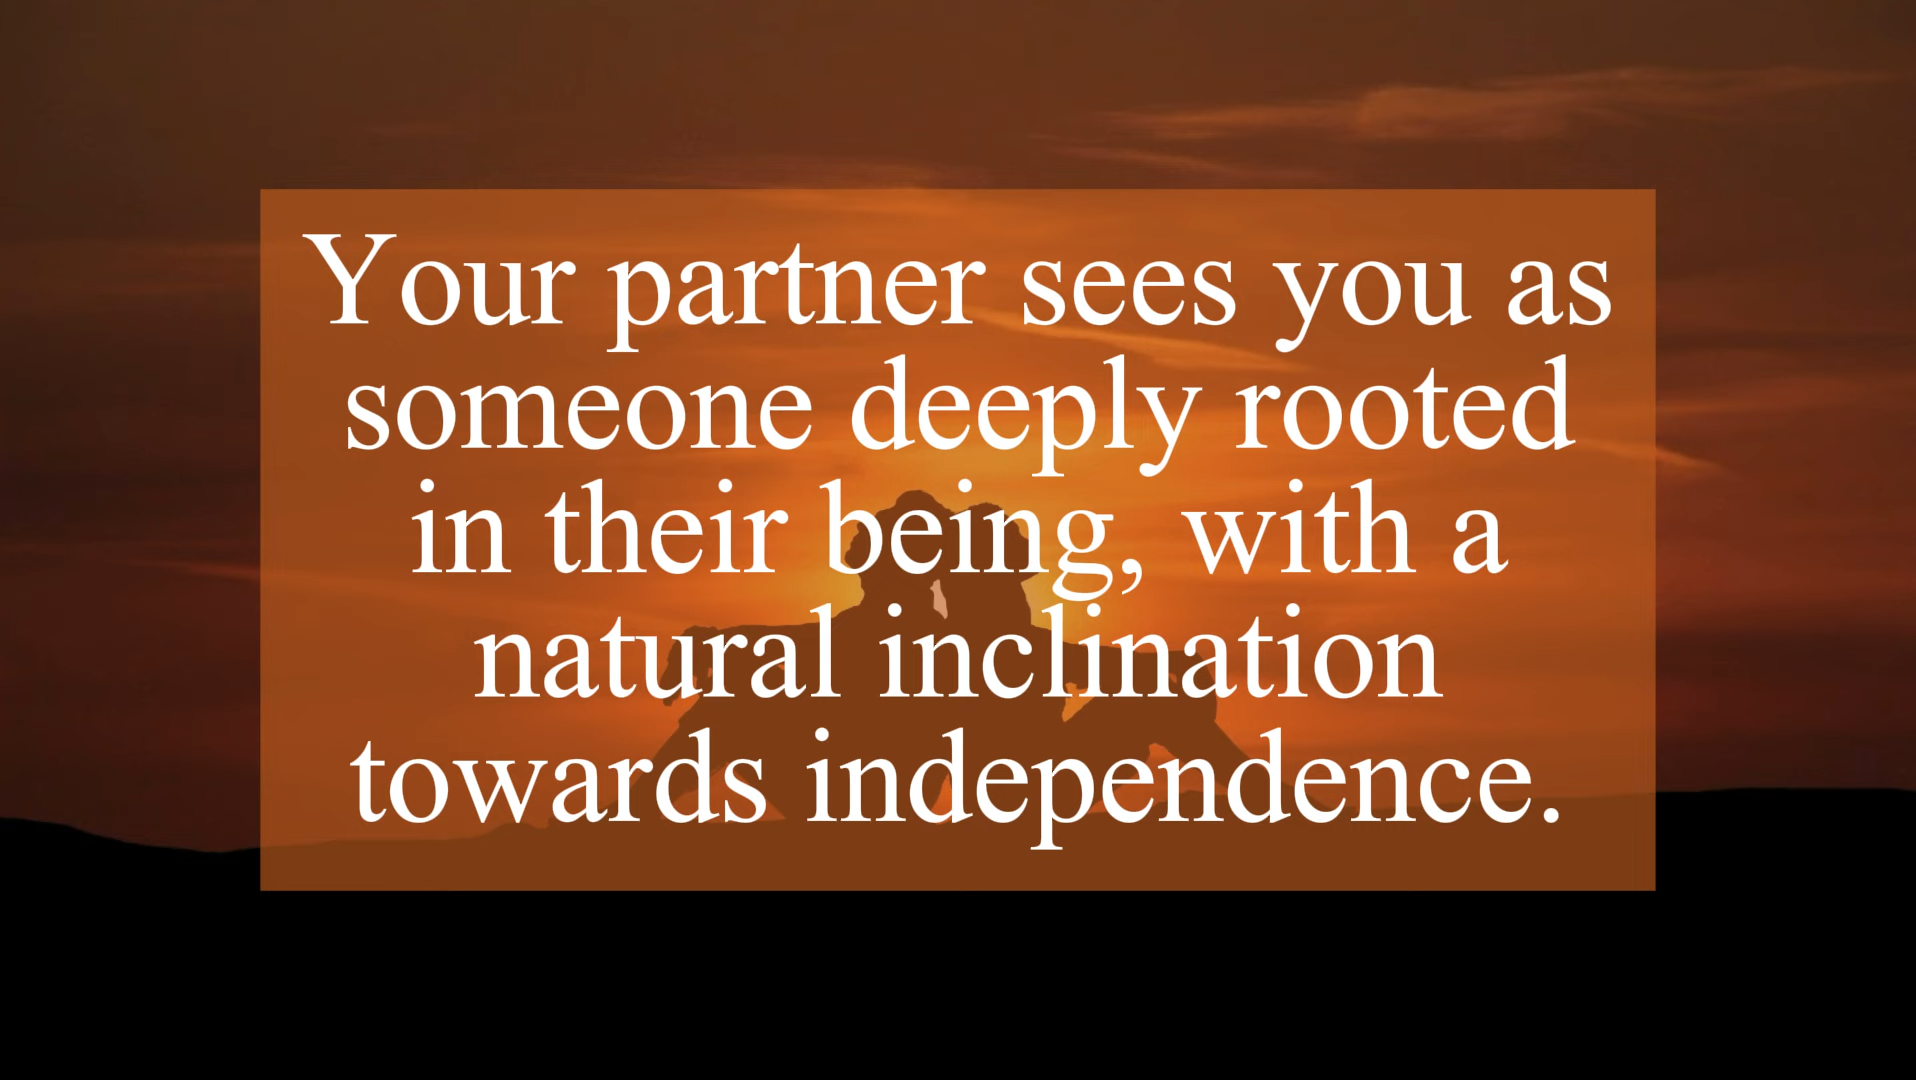 Your partner sees you as
someone deeply rooted
in their being, with a
natural inclination
towards independence.